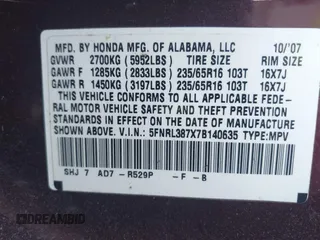 MFD. BY HONDA MFG. OF ALABAMA, LLC 10/'07
GVWR 2700KG (5952LBS) TIRE SIZE RIM SIZE
GAWR F 1285KG (2833LBS) 235/65R16 103T 16X7J
GAWR R 1450KG (3197LBS) 235/65R16 103T 16X7J
THIS VEHICLE CONFORMS TO ALL APPLICABLE FEDE-
RAL MOTOR VEHICLE SAFETY AND THEFT PREVENTION
STANDARDS IN EFFECT ON THE DATE OF MANUFACTURE
SHOWN ABOVE. V.I.N.: 5FNRL387X7B140635 TYPE:MPV
SHJ 7 AD7 - R529P -F-8
© DREAMBID